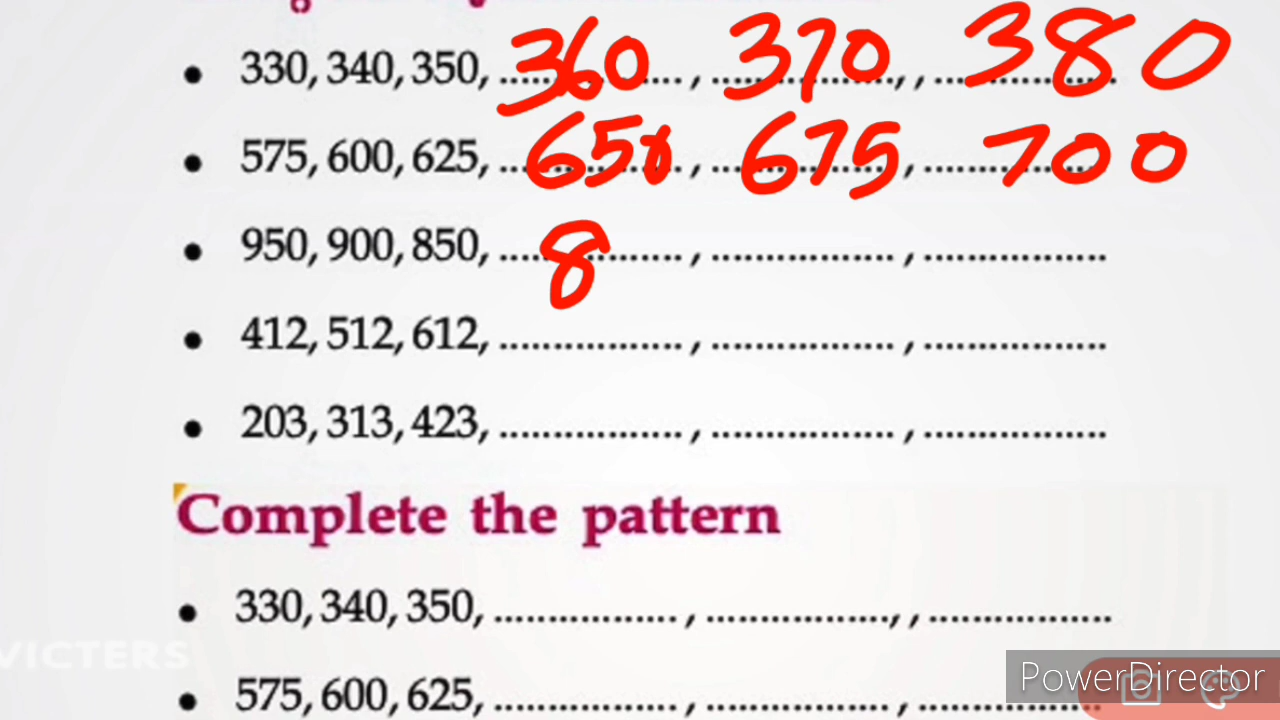 330, 340, 350, 360, 370,, 380
575, 600, 625, 650, 675, 700
950, 900, 850, 8.........., .................., ..................
412, 512, 612, .................., .................., ..................
203, 313, 423, .................., .................., ..................
Complete the pattern
330, 340, 350, .................., ..................,, ..................
VICTERS
PowerDirector
575, 600, 625, .................., .................., ..................